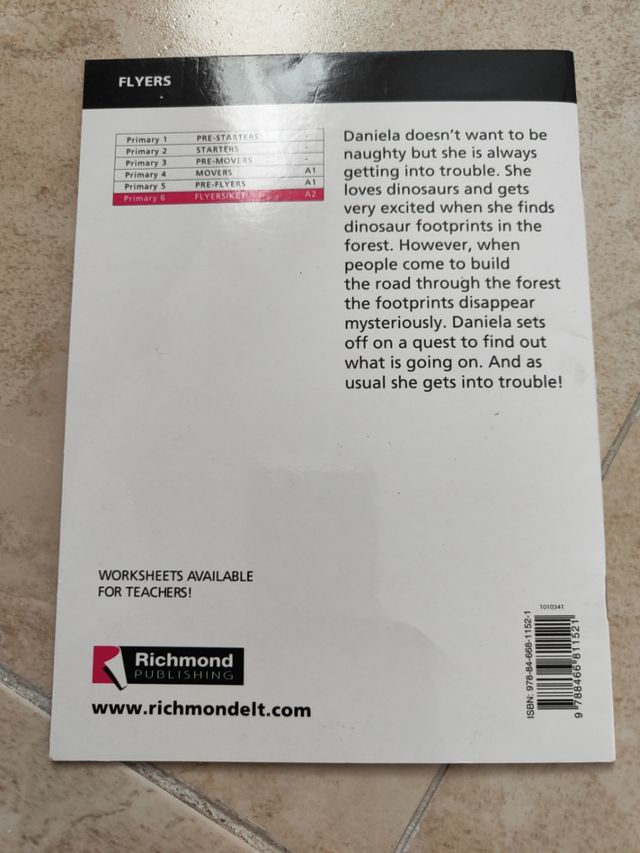 FLYERS
Primary 1 PRE-STARTERS -
Primary 2 STARTERS -
Primary 3 PRE-MOVERS -
Primary 4 MOVERS A1
Primary 5 PRE-FLYERS A1
Primary 6 FLYERS/KET A2
Daniela doesn't want to be
naughty but she is always
getting into trouble. She
loves dinosaurs and gets
very excited when she finds
dinosaur footprints in the
forest. However, when
people come to build
the road through the forest
the footprints disappear
mysteriously. Daniela sets
off on a quest to find out
what is going on. And as
usual she gets into trouble!
WORKSHEETS AVAILABLE
FOR TEACHERS!
Richmond
PUBLISHING
www.richmondelt.com
1010341
ISBN: 978-84-668-1152-1
9 788466 811521